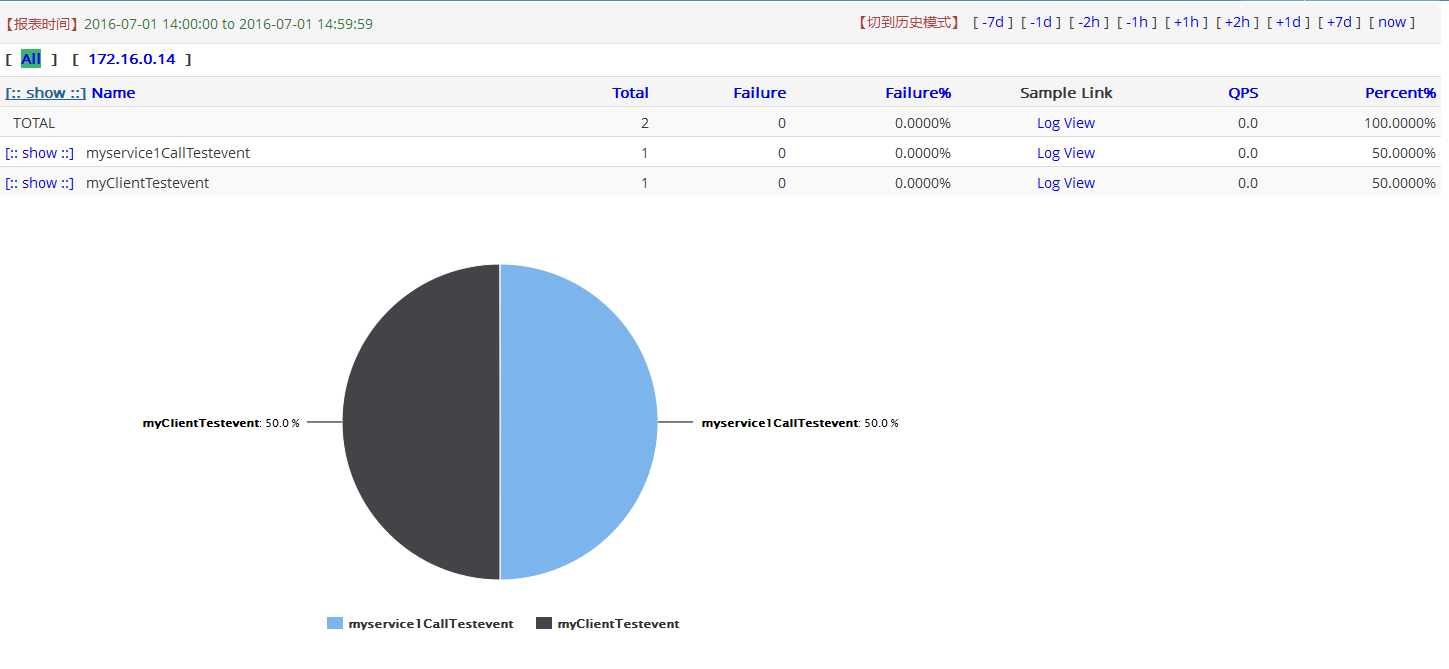 【报表时间】2016-07-01 14:00:00 to 2016-07-01 14:59:59 【切到历史模式】 [ -7d ] [ -1d ] [ -2h ] [ -1h ] [ +1h ] [ +2h ] [ +1d ] [ +7d ] [ now ]
[ All ] [ 172.16.0.14 ]
[:: show ::] Name Total Failure Failure% Sample Link QPS Percent%
TOTAL 2 0 0.0000% Log View 0.0 100.0000%
[:: show ::] myservice1CallTestevent 1 0 0.0000% Log View 0.0 50.0000%
[:: show ::] myClientTestevent 1 0 0.0000% Log View 0.0 50.0000%
myClientTestevent: 50.0 % myservice1CallTestevent: 50.0 %
myservice1CallTestevent myClientTestevent